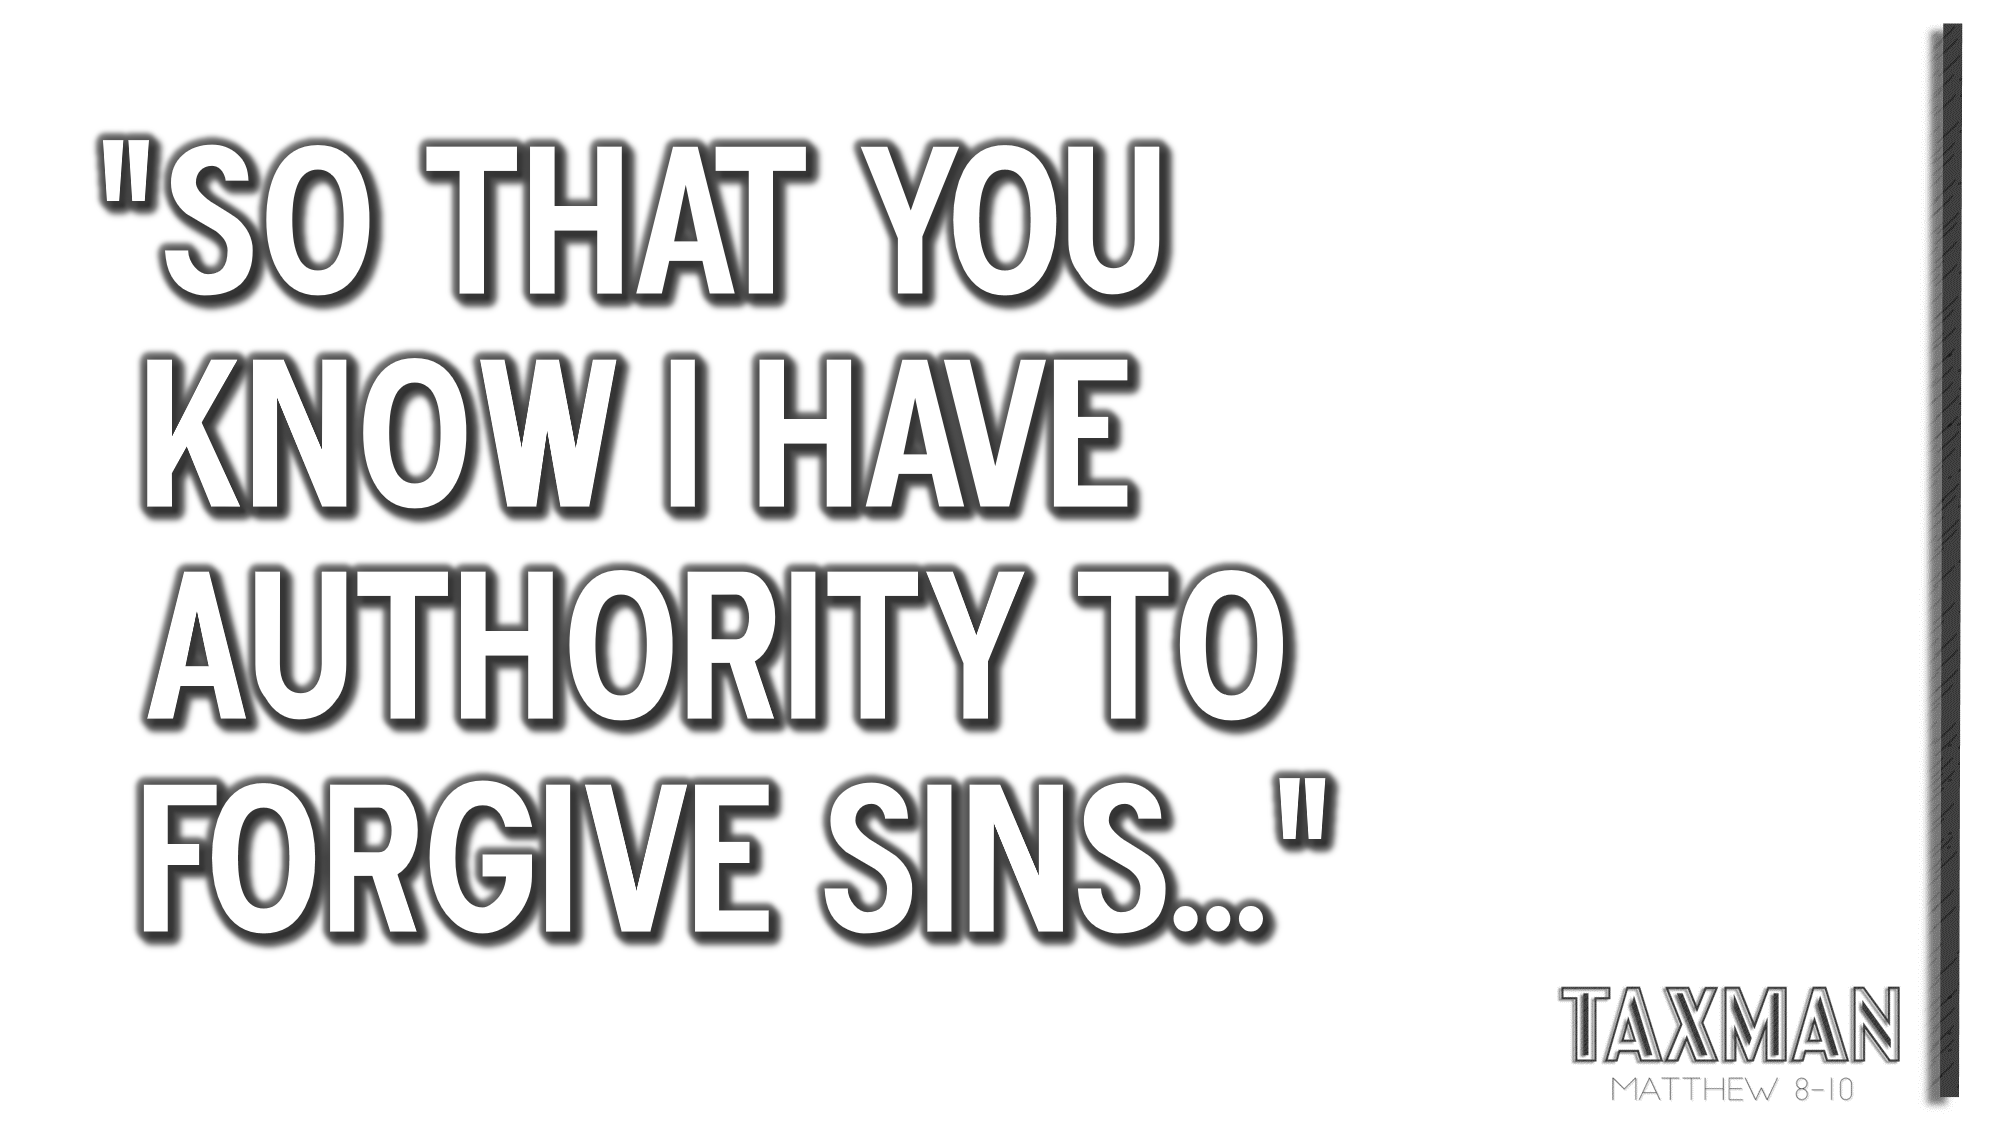 "SO THAT YOU
KNOW I HAVE
AUTHORITY TO
FORGIVE SINS..."
TAXMAN
MATTHEW 8-10